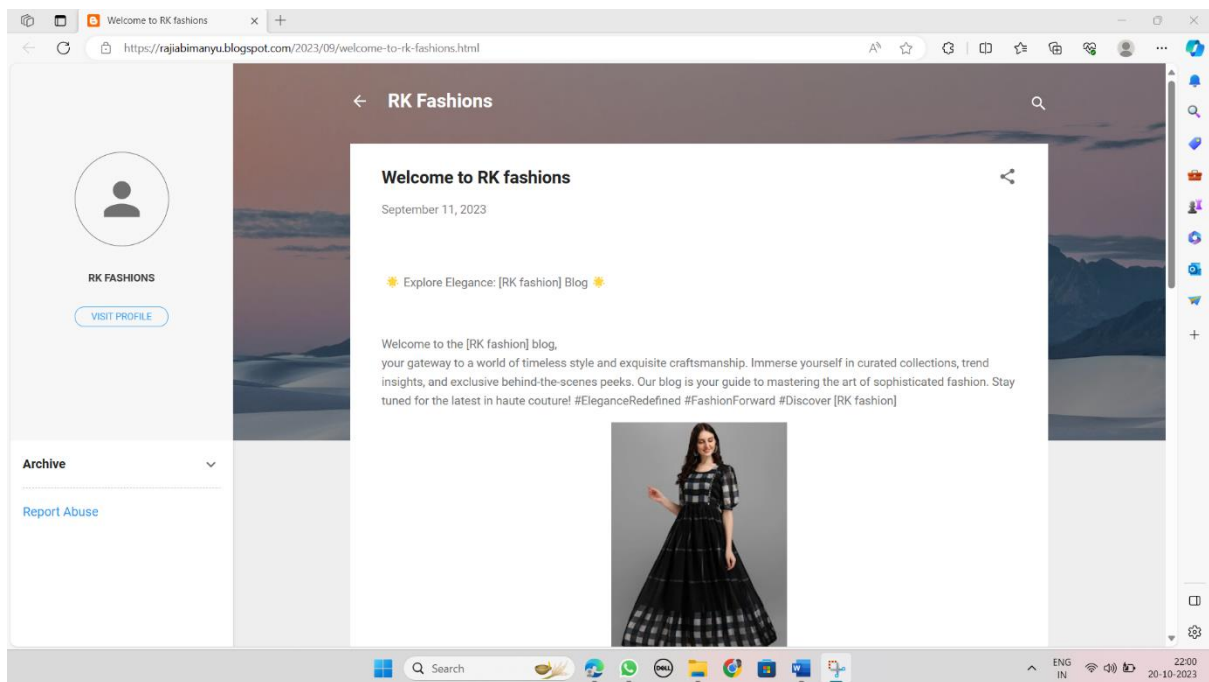 Welcome to RK fashions
https://rajiabimanyu.blogspot.com/2023/09/welcome-to-rk-fashions.html
RK Fashions
RK FASHIONS
VISIT PROFILE
Archive
Report Abuse
Welcome to RK fashions
September 11, 2023
Explore Elegance: [RK fashion] Blog
Welcome to the [RK fashion] blog,
your gateway to a world of timeless style and exquisite craftsmanship. Immerse yourself in curated collections, trend
insights, and exclusive behind-the-scenes peeks. Our blog is your guide to mastering the art of sophisticated fashion. Stay
tuned for the latest in haute couture! #EleganceRedefined #FashionForward #Discover [RK fashion]
Search
DELL
ENG
IN
22:00
20-10-2023